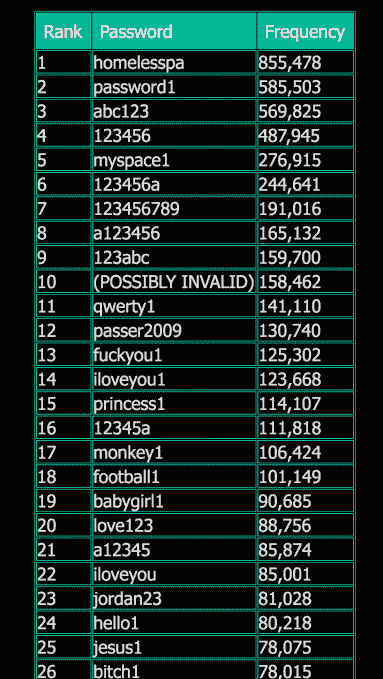 Rank Password Frequency
1 homelesspa 855,478
2 password1 585,503
3 abc123 569,825
4 123456 487,945
5 myspace1 276,915
6 123456a 244,641
7 123456789 191,016
8 a123456 165,132
9 123abc 159,700
10 (POSSIBLY INVALID) 158,462
11 qwerty1 141,110
12 passer2009 130,740
13 fuckyou1 125,302
14 iloveyou1 123,668
15 princess1 114,107
16 12345a 111,818
17 monkey1 106,424
18 football1 101,149
19 babygirl1 90,685
20 love123 88,756
21 a12345 85,874
22 iloveyou 85,001
23 jordan23 81,028
24 hello1 80,218
25 jesus1 78,075
26 bitch1 78,015